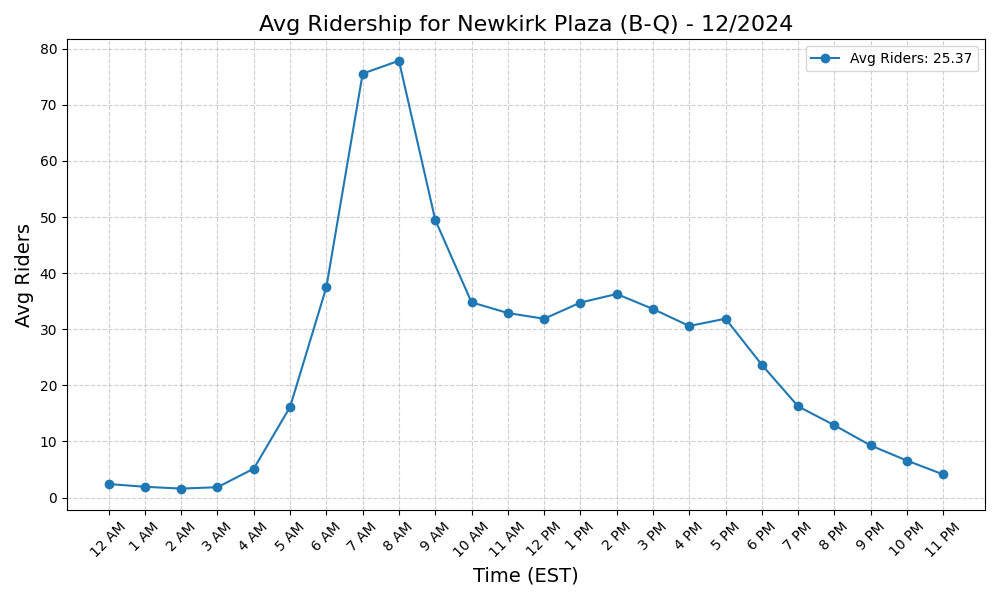 Avg Ridership for Newkirk Plaza (B-Q) - 12/2024
Avg Riders: 25.37
80
70
60
50
40
30
20
10
0
Avg Riders
12 AM
1 AM
2 AM
3 AM
4 AM
5 AM
6 AM
7 AM
8 AM
9 AM
10 AM
11 AM
12 PM
1 PM
2 PM
3 PM
4 PM
5 PM
6 PM
7 PM
8 PM
9 PM
10 PM
11 PM
Time (EST)